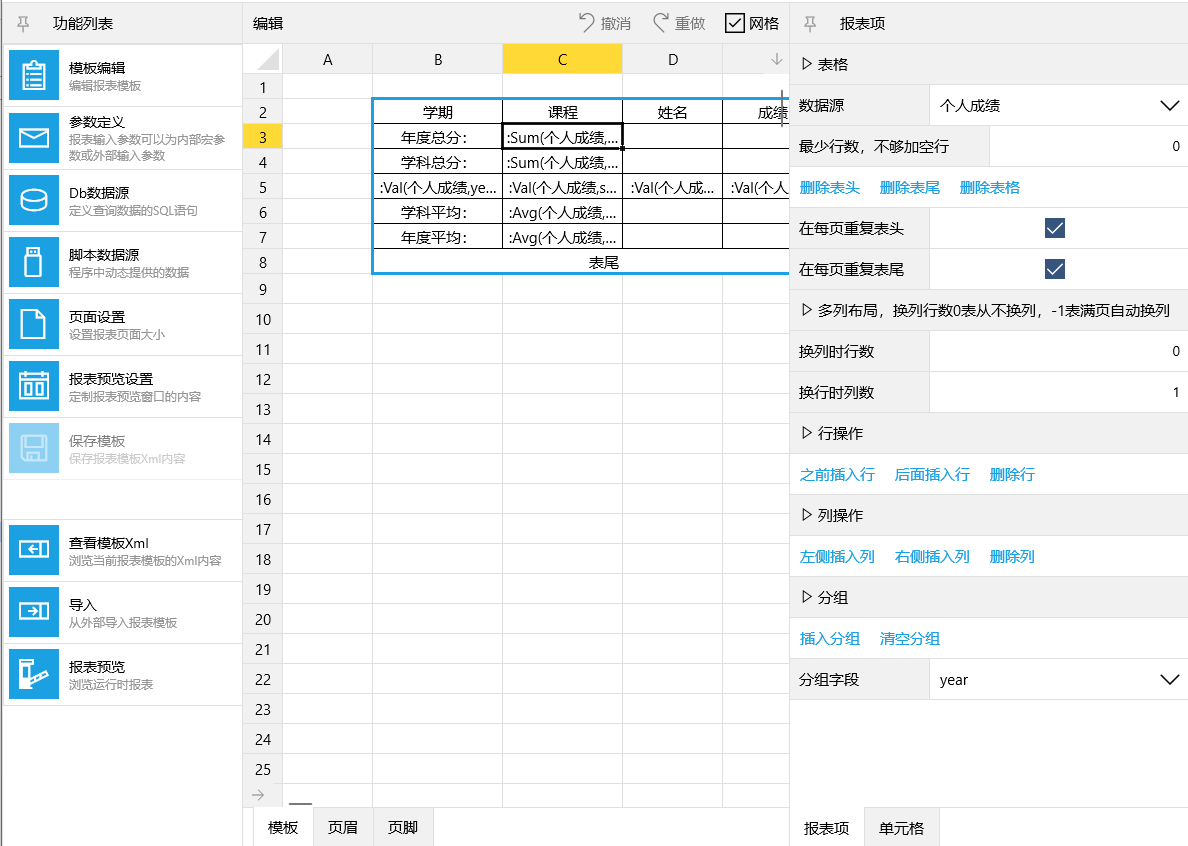 功能列表
模板编辑
编辑报表模板
参数定义
报表输入参数可以为内部宏参
数或外部输入参数
Db数据源
定义查询数据的SQL语句
脚本数据源
程序中动态提供的数据
页面设置
设置报表页面大小
报表预览设置
定制报表预览窗口的内容
保存模板
保存报表模板Xml内容
查看模板Xml
浏览当前报表模板的Xml内容
导入
从外部导入报表模板
报表预览
浏览运行时报表
编辑 撤消 重做 网格
A B C D
1
2 学期 课程 姓名 成绩
3 年度总分： :Sum(个人成绩,...
4 学科总分： :Sum(个人成绩,...
5 :Val(个人成绩,ye... :Val(个人成绩,s... :Val(个人成... :Val(个人
6 学科平均： :Avg(个人成绩,...
7 年度平均： :Avg(个人成绩,...
8 表尾
9
10
11
12
13
14
15
16
17
18
19
20
21
22
23
24
25
模板 页眉 页脚
报表项
表格
数据源 个人成绩
最少行数，不够加空行 0
删除表头 删除表尾 删除表格
在每页重复表头
在每页重复表尾
多列布局，换列行数0表从不换列，-1表满页自动换列
换列时行数 0
换行时列数 1
行操作
之前插入行 后面插入行 删除行
列操作
左侧插入列 右侧插入列 删除列
分组
插入分组 清空分组
分组字段 year
报表项 单元格